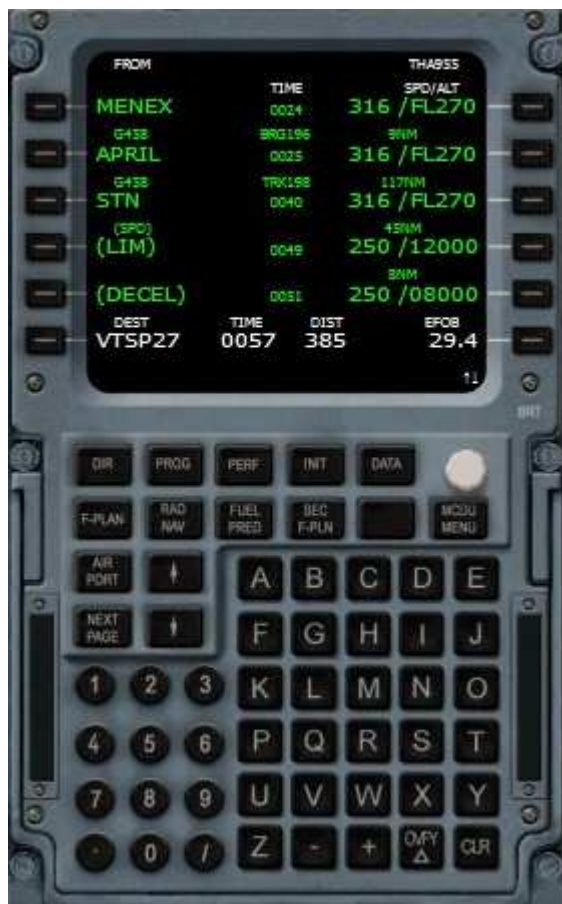 FROM THA955
TIME SPD/ALT
MENEX 0024 316 /FL270
G458 BRG196 9NM
APRIL 0025 316 /FL270
G458 TRK198 117NM
STN 0040 316 /FL270
(SPD) 45NM
(LIM) 0049 250 /12000
8NM
(DECEL) 0051 250 /08000
DEST TIME DIST EFOB
VTSP27 0057 385 29.4
↑↓
BRT
DIR PROG PERF INIT DATA
F-PLAN RAD NAV FUEL PRED SEC F-PLN MCDU MENU
AIR PORT
NEXT PAGE
A B C D E
F G H I J
1 2 3 K L M N O
4 5 6 P Q R S T
7 8 9 U V W X Y
. 0 / Z - + OVFY Δ CLR